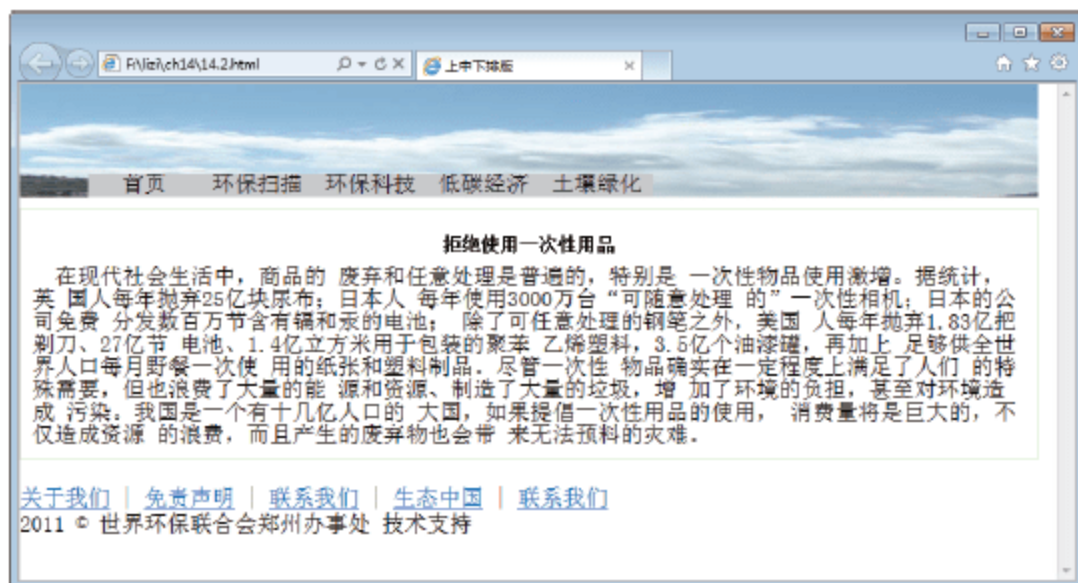 F:\lizi\ch14\14.2.html
上中下排版
首页 环保扫描 环保科技 低碳经济 土壤绿化
拒绝使用一次性用品
在现代社会生活中，商品的 废弃和任意处理是普遍的，特别是 一次性物品使用激增。据统计，
英 国人每年抛弃25亿块尿布；日本人 每年使用3000万台“可随意处理 的”一次性相机；日本的公
司免费 分发数百万节含有镉和汞的电池； 除了可任意处理的钢笔之外，美国 人每年抛弃1.83亿把
剃刀、27亿节 电池、1.4亿立方米用于包装的聚苯 乙烯塑料，3.5亿个油漆罐，再加上 足够供全世
界人口每月野餐一次使 用的纸张和塑料制品．尽管一次性 物品确实在一定程度上满足了人们 的特
殊需要，但也浪费了大量的能 源和资源、制造了大量的垃圾，增 加了环境的负担，甚至对环境造
成 污染．我国是一个有十几亿人口的 大国，如果提倡一次性用品的使用， 消费量将是巨大的，不
仅造成资源 的浪费，而且产生的废弃物也会带 来无法预料的灾难．
关于我们 | 免责声明 | 联系我们 | 生态中国 | 联系我们
2011 © 世界环保联合会郑州办事处 技术支持